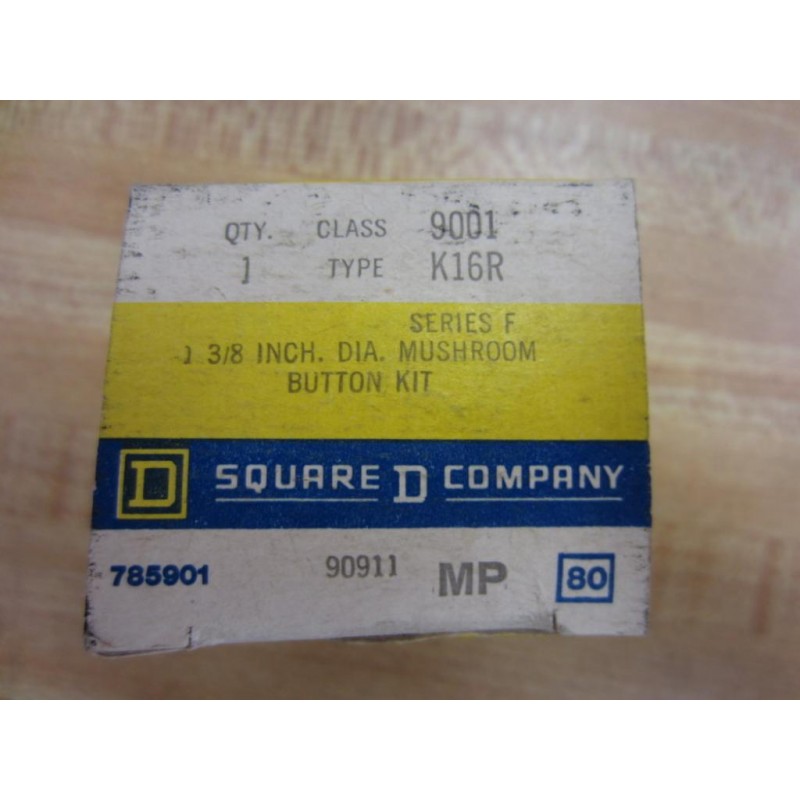 QTY. CLASS 9001
1 TYPE K16R
SERIES F
1 3/8 INCH. DIA. MUSHROOM
BUTTON KIT
D SQUARE D COMPANY
785901 90911 MP 80